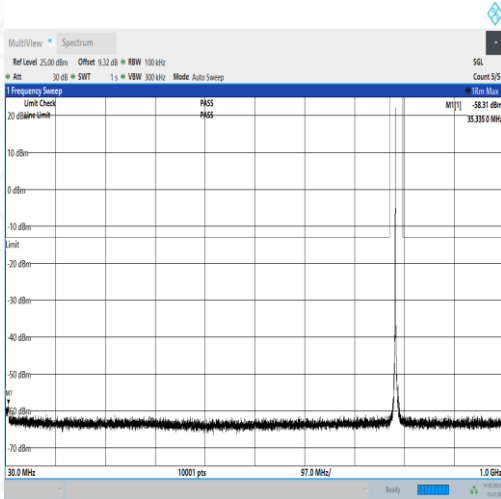 MultiView Spectrum
Ref Level 25.00 dBm Offset 9.32 dB RBW 100 kHz SGL
Att 30 dB SWT 1 s VBW 300 kHz Mode Auto Sweep Count 5/5
1 Frequency Sweep 1Rm Max
Limit Check PASS M1[1] -58.31 dBm
20 dBm Line Limit PASS 35.335 0 MHz
10 dBm
0 dBm
-10 dBm
Limit
-20 dBm
-30 dBm
-40 dBm
-50 dBm
M1
-60 dBm
-70 dBm
30.0 MHz 10001 pts 97.0 MHz/ 1.0 GHz
Ready